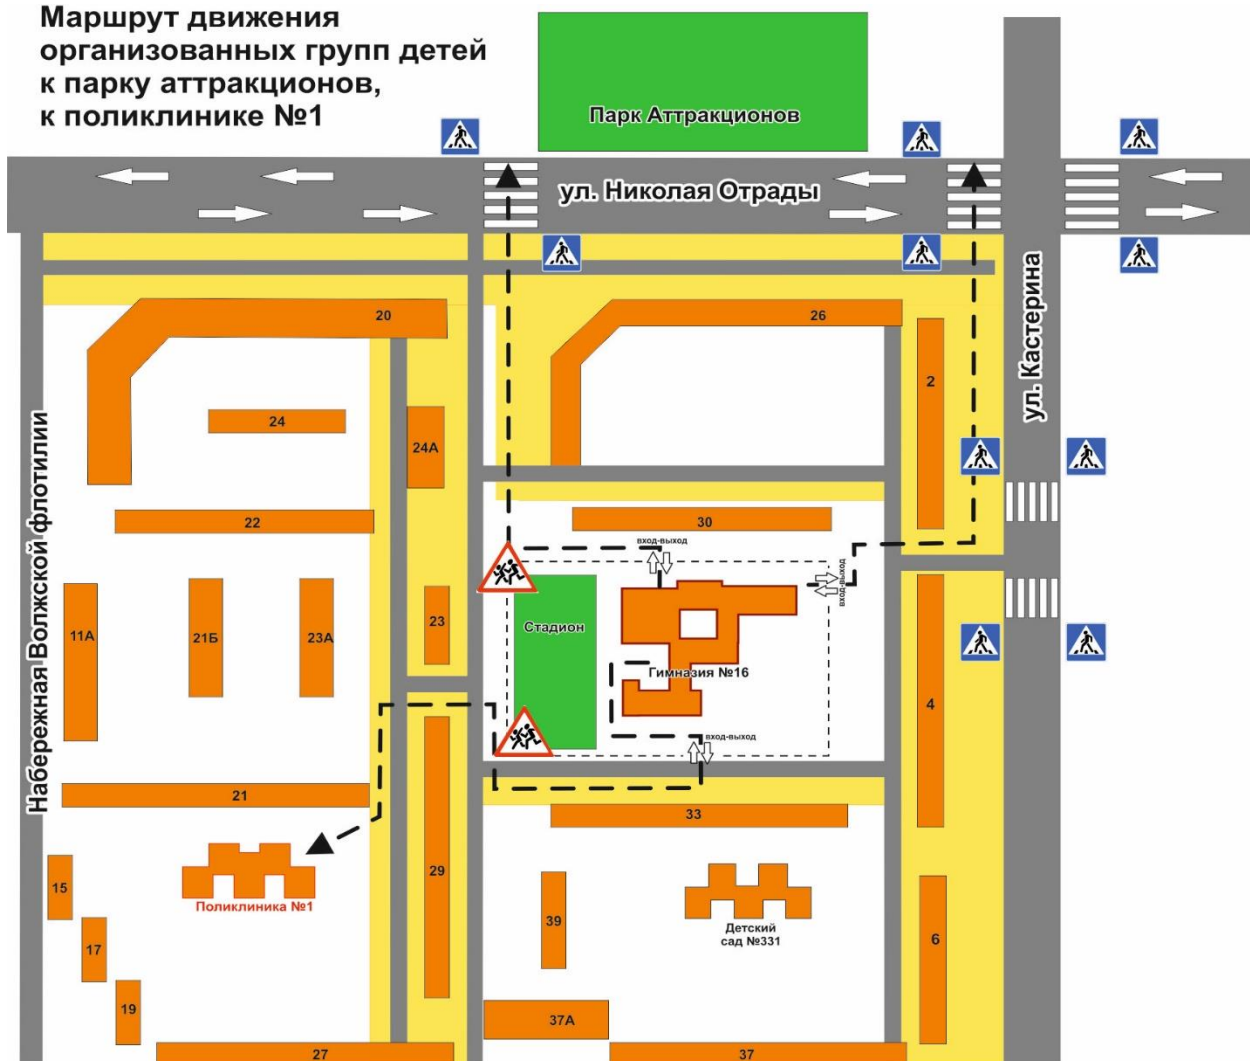 Маршрут движения
организованных групп детей
к парку аттракционов,
к поликлинике №1
Парк Аттракционов
ул. Николая Отрады
ул. Кастерина
Набережная Волжской флотилии
20
26
2
24
24А
22
30
вход-выход
вход-выход
11А
21Б
23А
23
Стадион
Гимназия №16
4
вход-выход
21
33
29
15
Поликлиника №1
39
Детский
сад №331
17
6
19
37А
27
37